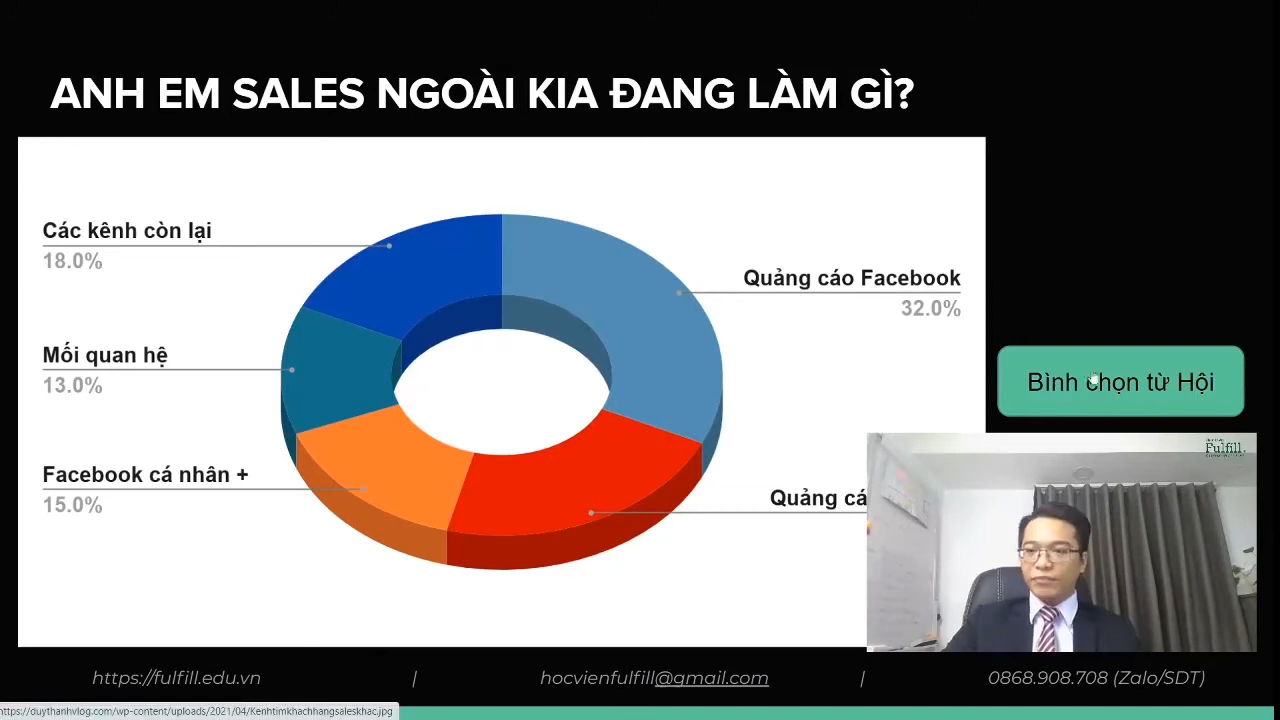 ANH EM SALES NGOÀI KIA ĐANG LÀM GÌ?
Các kênh còn lại
18.0%
Quảng cáo Facebook
32.0%
Mối quan hệ
13.0%
Bình chọn từ Hội
Facebook cá nhân +
15.0%
Quảng cá
Fulfill.
https://fulfill.edu.vn | hocvienfulfill@gmail.com | 0868.908.708 (Zalo/SDT)
https://duythanhvlog.com/wp-content/uploads/2021/04/Kenhtimkhachhangsaleskhac.jpg